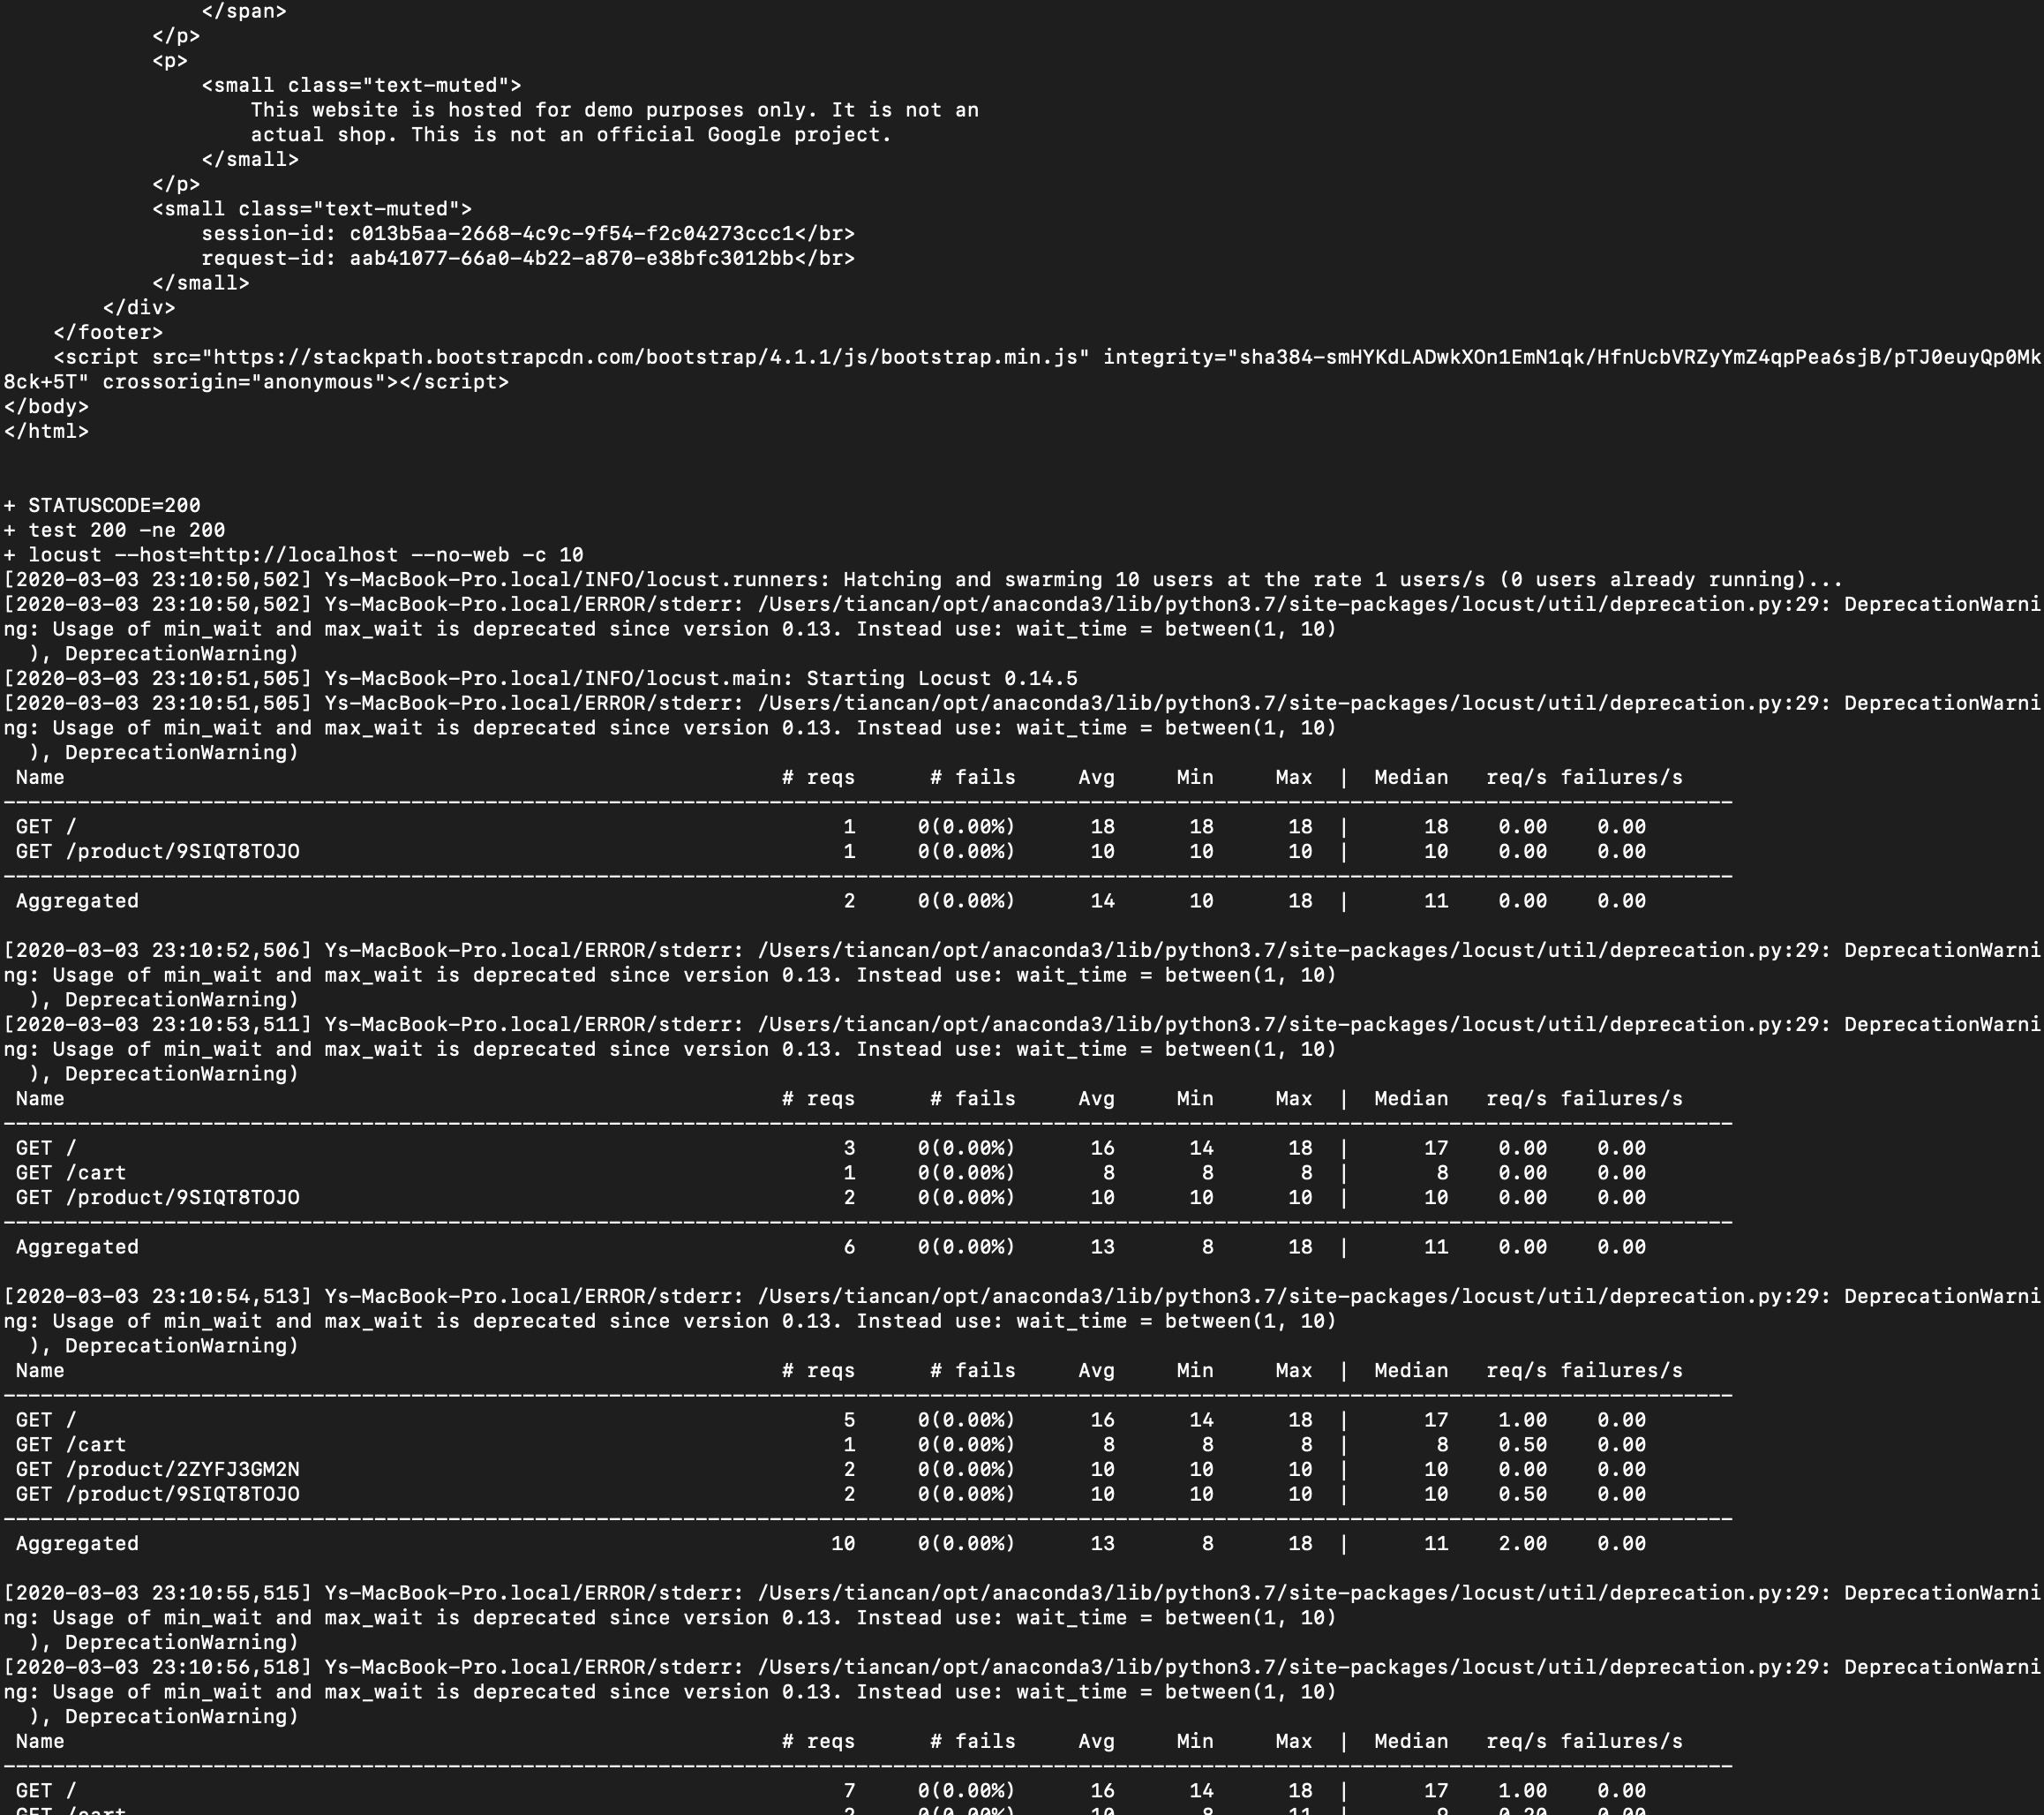 </span>
</p>
<p>
<small class="text-muted">
This website is hosted for demo purposes only. It is not an
actual shop. This is not an official Google project.
</small>
</p>
<small class="text-muted">
session-id: c013b5aa-2668-4c9c-9f54-f2c04273ccc1</br>
request-id: aab41077-66a0-4b22-a870-e38bfc3012bb</br>
</small>
</div>
</footer>
<script src="https://stackpath.bootstrapcdn.com/bootstrap/4.1.1/js/bootstrap.min.js" integrity="sha384-smHYKdLADwkXOn1EmN1qk/HfnUcbVRZyYmZ4qpPea6sjB/pTJ0euyQp0Mk
8ck+5T" crossorigin="anonymous"></script>
</body>
</html>
+ STATUSCODE=200
+ test 200 -ne 200
+ locust --host=http://localhost --no-web -c 10
[2020-03-03 23:10:50,502] Ys-MacBook-Pro.local/INFO/locust.runners: Hatching and swarming 10 users at the rate 1 users/s (0 users already running)...
[2020-03-03 23:10:50,502] Ys-MacBook-Pro.local/ERROR/stderr: /Users/tiancan/opt/anaconda3/lib/python3.7/site-packages/locust/util/deprecation.py:29: DeprecationWarni
ng: Usage of min_wait and max_wait is deprecated since version 0.13. Instead use: wait_time = between(1, 10)
), DeprecationWarning)
[2020-03-03 23:10:51,505] Ys-MacBook-Pro.local/INFO/locust.main: Starting Locust 0.14.5
[2020-03-03 23:10:51,505] Ys-MacBook-Pro.local/ERROR/stderr: /Users/tiancan/opt/anaconda3/lib/python3.7/site-packages/locust/util/deprecation.py:29: DeprecationWarni
ng: Usage of min_wait and max_wait is deprecated since version 0.13. Instead use: wait_time = between(1, 10)
), DeprecationWarning)
Name # reqs # fails Avg Min Max | Median req/s failures/s
GET / 1 0(0.00%) 18 18 18 | 18 0.00 0.00
GET /product/9SIQT8TOJO 1 0(0.00%) 10 10 10 | 10 0.00 0.00
Aggregated 2 0(0.00%) 14 10 18 | 11 0.00 0.00
[2020-03-03 23:10:52,506] Ys-MacBook-Pro.local/ERROR/stderr: /Users/tiancan/opt/anaconda3/lib/python3.7/site-packages/locust/util/deprecation.py:29: DeprecationWarni
ng: Usage of min_wait and max_wait is deprecated since version 0.13. Instead use: wait_time = between(1, 10)
), DeprecationWarning)
[2020-03-03 23:10:53,511] Ys-MacBook-Pro.local/ERROR/stderr: /Users/tiancan/opt/anaconda3/lib/python3.7/site-packages/locust/util/deprecation.py:29: DeprecationWarni
ng: Usage of min_wait and max_wait is deprecated since version 0.13. Instead use: wait_time = between(1, 10)
), DeprecationWarning)
Name # reqs # fails Avg Min Max | Median req/s failures/s
GET / 3 0(0.00%) 16 14 18 | 17 0.00 0.00
GET /cart 1 0(0.00%) 8 8 8 | 8 0.00 0.00
GET /product/9SIQT8TOJO 2 0(0.00%) 10 10 10 | 10 0.00 0.00
Aggregated 6 0(0.00%) 13 8 18 | 11 0.00 0.00
[2020-03-03 23:10:54,513] Ys-MacBook-Pro.local/ERROR/stderr: /Users/tiancan/opt/anaconda3/lib/python3.7/site-packages/locust/util/deprecation.py:29: DeprecationWarni
ng: Usage of min_wait and max_wait is deprecated since version 0.13. Instead use: wait_time = between(1, 10)
), DeprecationWarning)
Name # reqs # fails Avg Min Max | Median req/s failures/s
GET / 5 0(0.00%) 16 14 18 | 17 1.00 0.00
GET /cart 1 0(0.00%) 8 8 8 | 8 0.50 0.00
GET /product/2ZYFJ3GM2N 2 0(0.00%) 10 10 10 | 10 0.00 0.00
GET /product/9SIQT8TOJO 2 0(0.00%) 10 10 10 | 10 0.50 0.00
Aggregated 10 0(0.00%) 13 8 18 | 11 2.00 0.00
[2020-03-03 23:10:55,515] Ys-MacBook-Pro.local/ERROR/stderr: /Users/tiancan/opt/anaconda3/lib/python3.7/site-packages/locust/util/deprecation.py:29: DeprecationWarni
ng: Usage of min_wait and max_wait is deprecated since version 0.13. Instead use: wait_time = between(1, 10)
), DeprecationWarning)
[2020-03-03 23:10:56,518] Ys-MacBook-Pro.local/ERROR/stderr: /Users/tiancan/opt/anaconda3/lib/python3.7/site-packages/locust/util/deprecation.py:29: DeprecationWarni
ng: Usage of min_wait and max_wait is deprecated since version 0.13. Instead use: wait_time = between(1, 10)
), DeprecationWarning)
Name # reqs # fails Avg Min Max | Median req/s failures/s
GET / 7 0(0.00%) 16 14 18 | 17 1.00 0.00